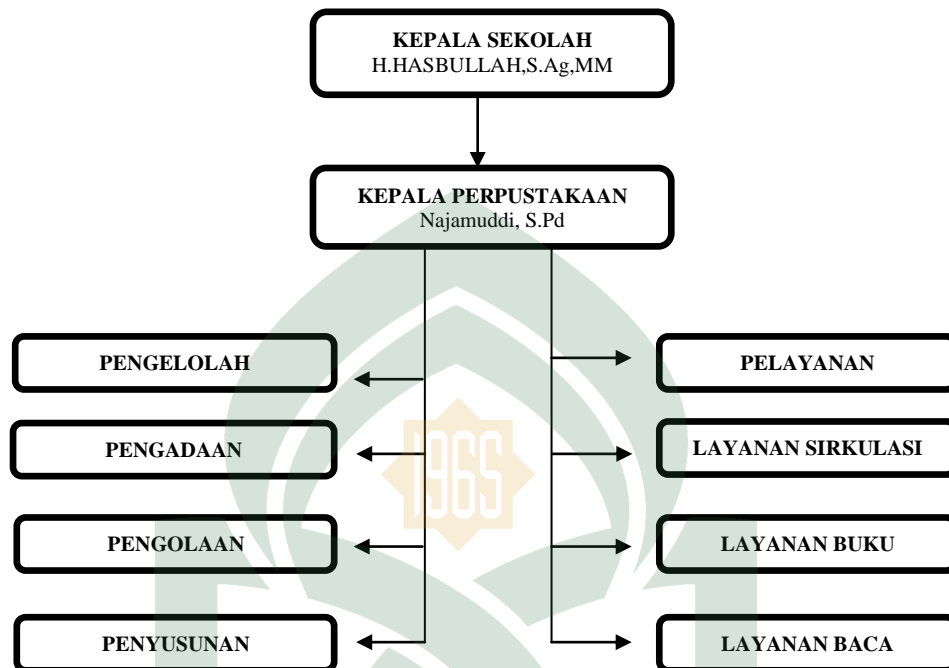 KEPALA SEKOLAH
H.HASBULLAH,S.Ag,MM
KEPALA PERPUSTAKAAN
Najamuddi, S.Pd
PENGELOLAH
PELAYANAN
PENGADAAN
LAYANAN SIRKULASI
1965
PENGOLAAN
LAYANAN BUKU
PENYUSUNAN
LAYANAN BACA